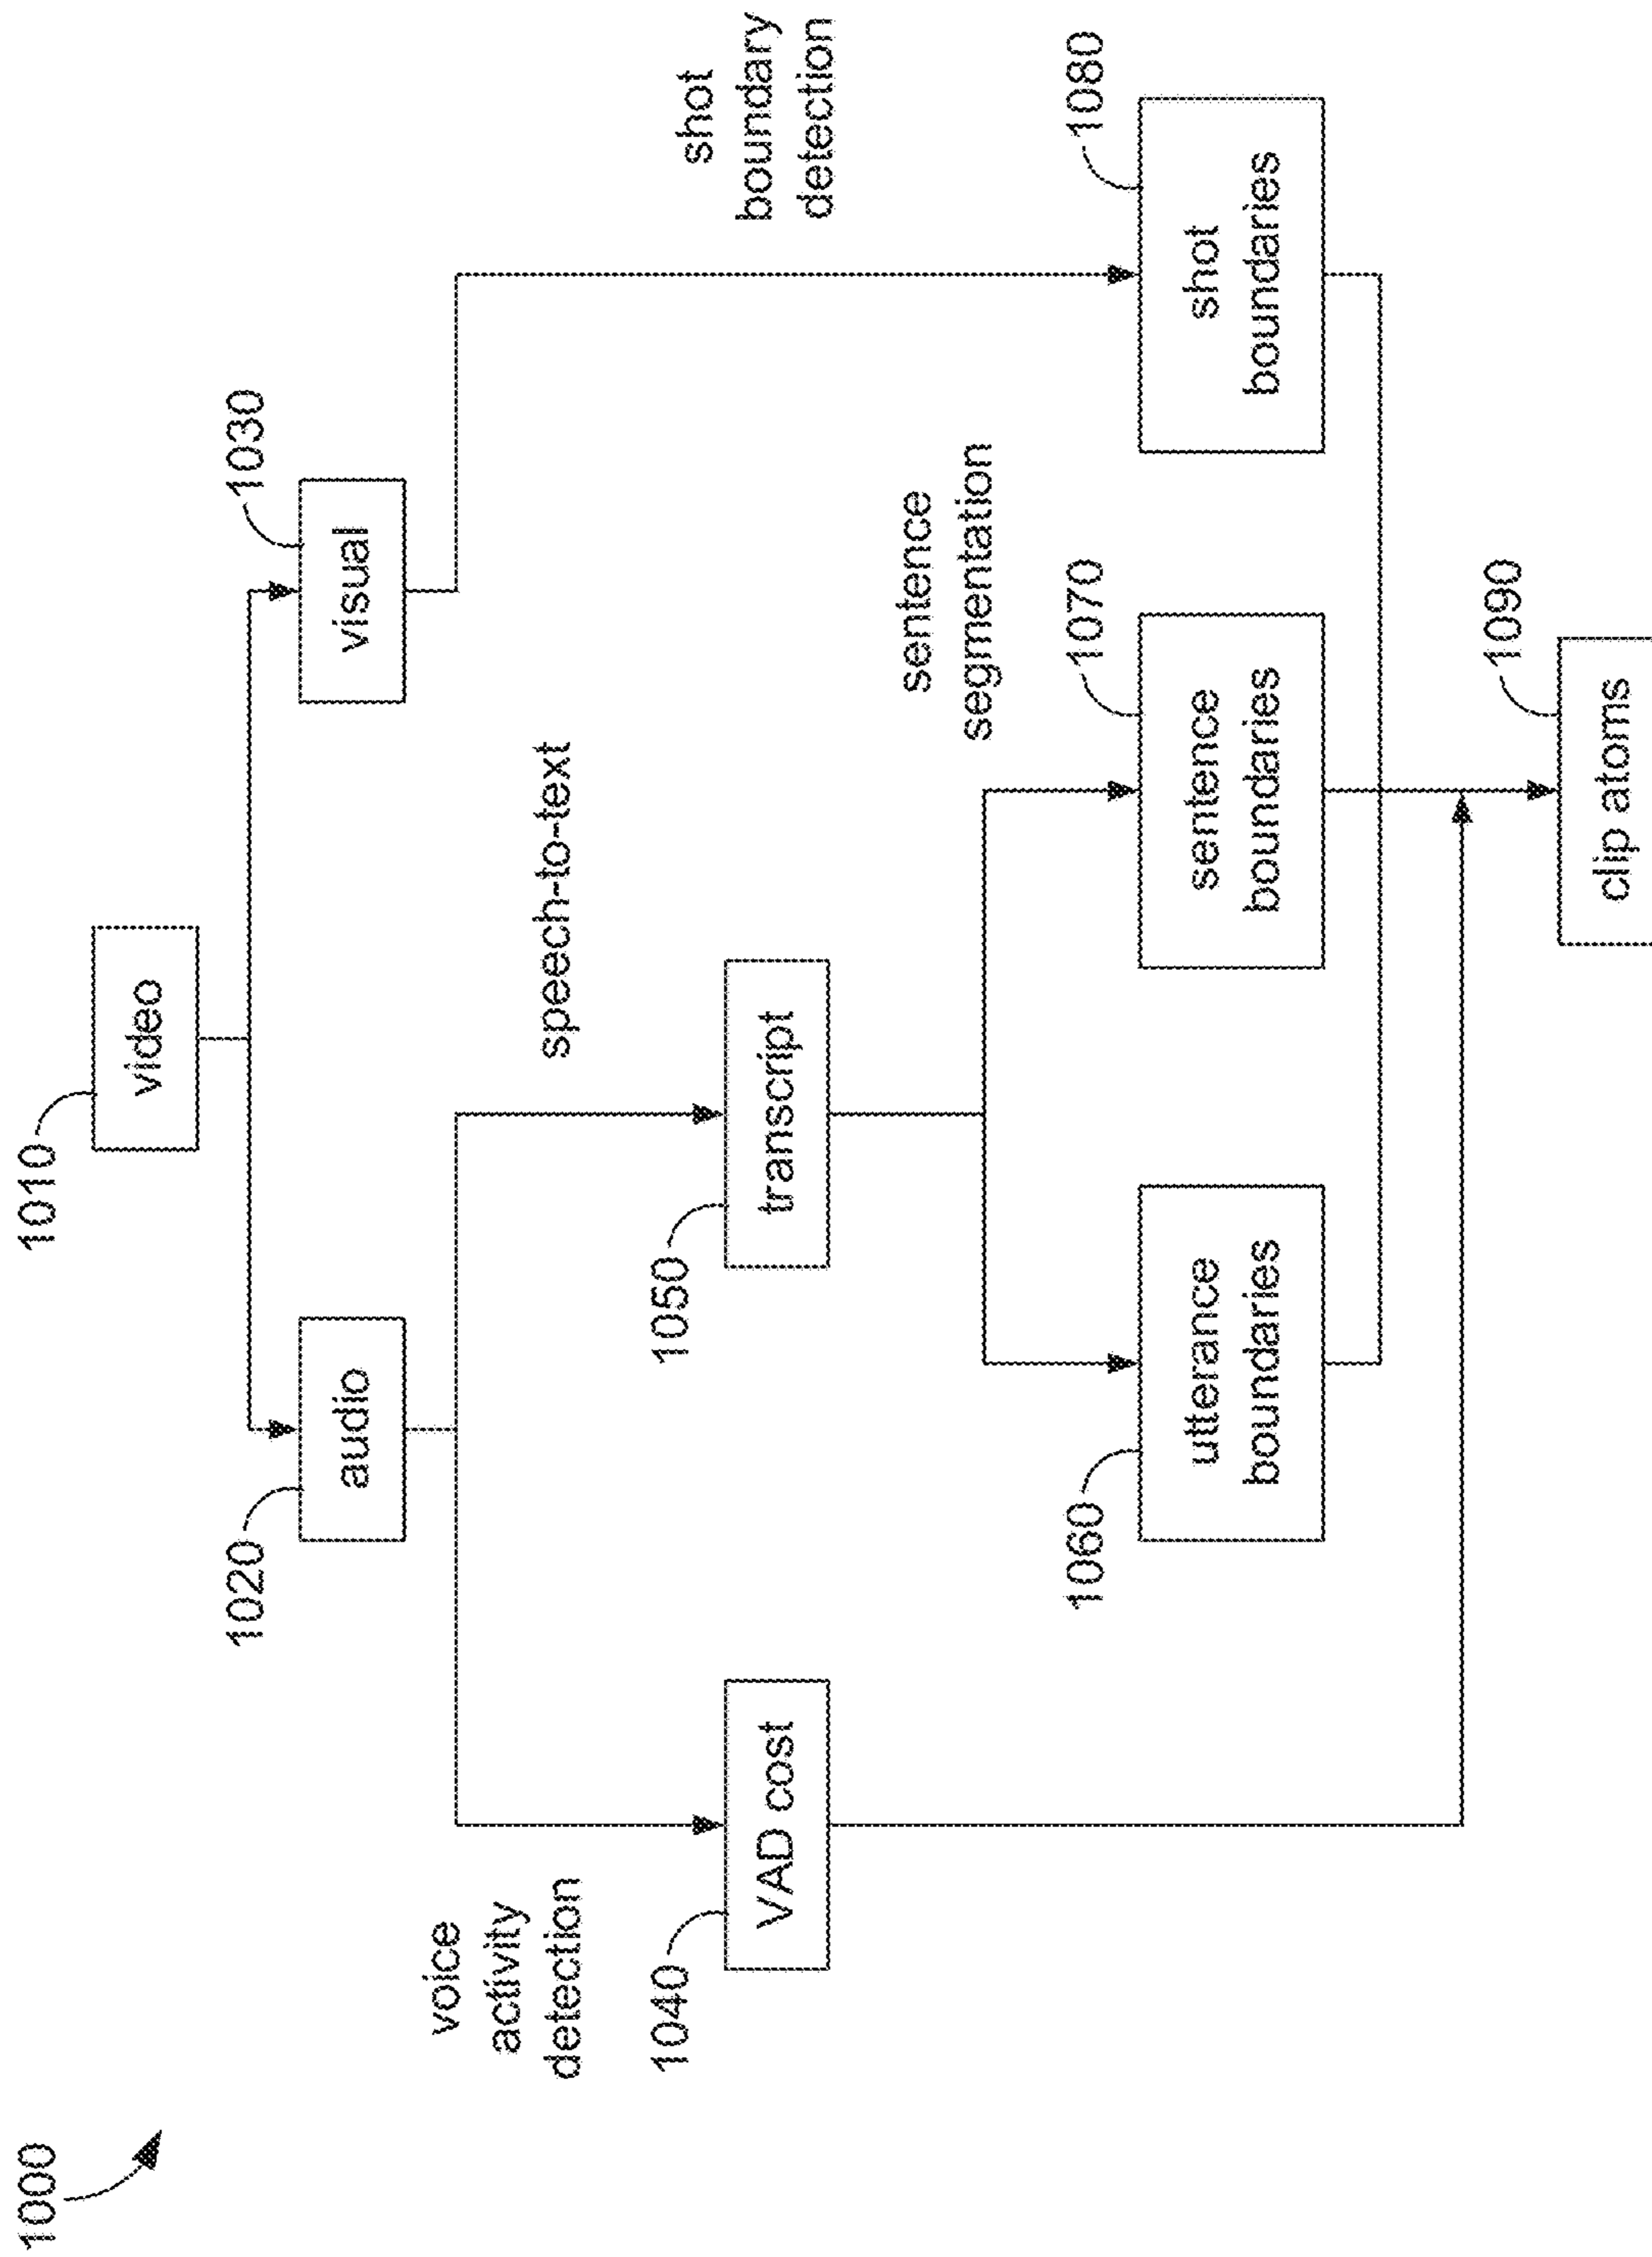 1000
1010
video
1020
audio
1030
visual
voice
activity
detection
speech-to-text
shot
boundary
detection
1040
VAD cost
1050
transcript
sentence
segmentation
1060
utterance
boundaries
1070
sentence
boundaries
1080
shot
boundaries
1090
clip atoms